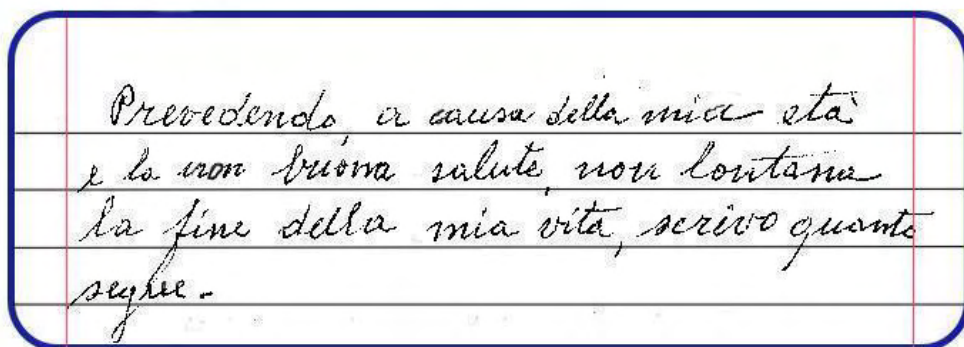 Prevedendo, a causa della mia età
e la non buona salute, non lontana
la fine della mia vita, scrivo quanto
segue.